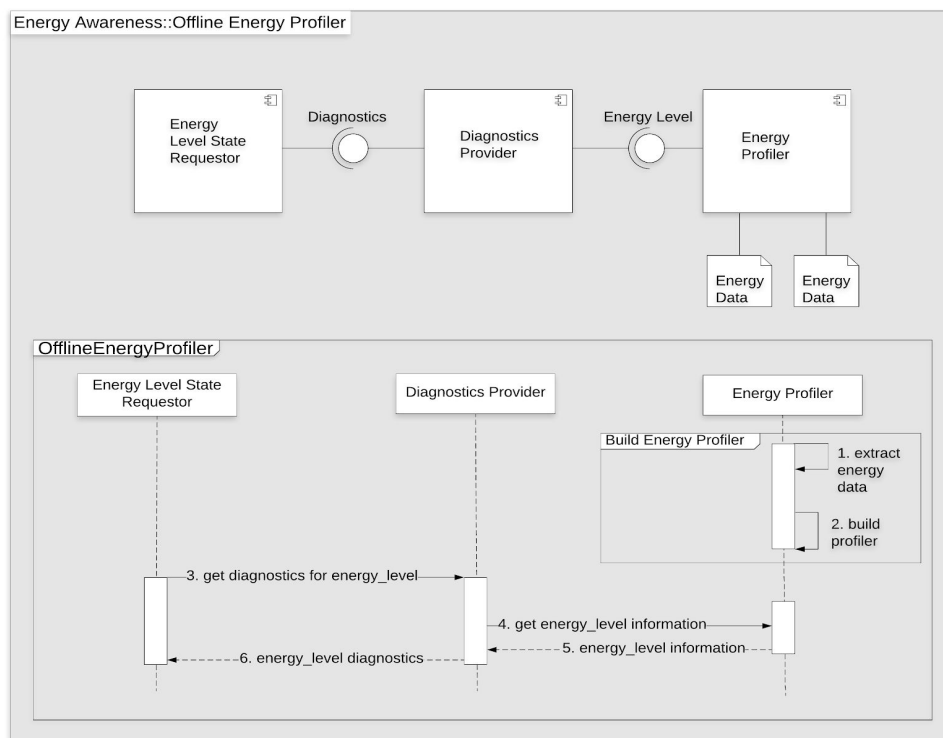 Energy Awareness::Offline Energy Profiler
Energy
Level State
Requestor
Diagnostics
Diagnostics
Provider
Energy Level
Energy
Profiler
Energy
Data
Energy
Data
OfflineEnergyProfiler
Energy Level State
Requestor
Diagnostics Provider
Energy Profiler
Build Energy Profiler
1. extract
energy
data
2. build
profiler
3. get diagnostics for energy_level
4. get energy_level information
5. energy_level information
6. energy_level diagnostics